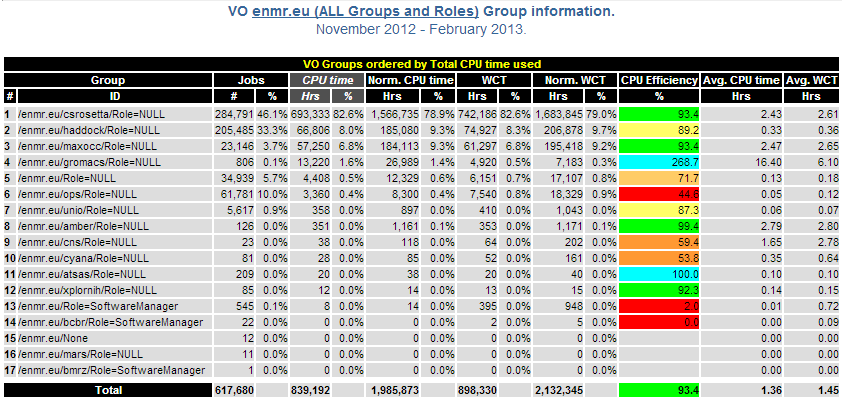 VO enmr.eu (ALL Groups and Roles) Group information.
November 2012 - February 2013.
VO Groups ordered by Total CPU time used
Group Jobs CPU time Norm. CPU time WCT Norm. WCT CPU Efficiency Avg. CPU time Avg. WCT
# ID # % Hrs % Hrs % Hrs % Hrs % % Hrs Hrs
1 /enmr.eu/csrosetta/Role=NULL 284,791 46.1% 693,333 82.6% 1,566,735 78.9% 742,186 82.6% 1,683,845 79.0% 93.4 2.43 2.61
2 /enmr.eu/haddock/Role=NULL 205,485 33.3% 66,806 8.0% 185,080 9.3% 74,927 8.3% 206,878 9.7% 89.2 0.33 0.36
3 /enmr.eu/maxocc/Role=NULL 23,146 3.7% 57,250 6.8% 184,113 9.3% 61,297 6.8% 195,418 9.2% 93.4 2.47 2.65
4 /enmr.eu/gromacs/Role=NULL 806 0.1% 13,220 1.6% 26,989 1.4% 4,920 0.5% 7,183 0.3% 268.7 16.40 6.10
5 /enmr.eu/Role=NULL 34,939 5.7% 4,408 0.5% 12,329 0.6% 6,151 0.7% 17,107 0.8% 71.7 0.13 0.18
6 /enmr.eu/ops/Role=NULL 61,781 10.0% 3,360 0.4% 8,300 0.4% 7,540 0.8% 18,329 0.9% 44.6 0.05 0.12
7 /enmr.eu/unio/Role=NULL 5,617 0.9% 358 0.0% 897 0.0% 410 0.0% 1,043 0.0% 87.3 0.06 0.07
8 /enmr.eu/amber/Role=NULL 126 0.0% 351 0.0% 1,161 0.1% 353 0.0% 1,171 0.1% 99.4 2.79 2.80
9 /enmr.eu/cns/Role=NULL 23 0.0% 38 0.0% 118 0.0% 64 0.0% 202 0.0% 59.4 1.65 2.78
10 /enmr.eu/cyana/Role=NULL 81 0.0% 28 0.0% 85 0.0% 52 0.0% 161 0.0% 53.8 0.35 0.64
11 /enmr.eu/atsas/Role=NULL 209 0.0% 20 0.0% 38 0.0% 20 0.0% 40 0.0% 100.0 0.10 0.10
12 /enmr.eu/xplornih/Role=NULL 85 0.0% 12 0.0% 14 0.0% 13 0.0% 15 0.0% 92.3 0.14 0.15
13 /enmr.eu/Role=SoftwareManager 545 0.1% 8 0.0% 14 0.0% 395 0.0% 948 0.0% 2.0 0.01 0.72
14 /enmr.eu/bcbr/Role=SoftwareManager 22 0.0% 0 0.0% 0 0.0% 2 0.0% 5 0.0% 0.0 0.00 0.09
15 /enmr.eu/None 12 0.0% 0 0.0% 0 0.0% 0 0.0% 0 0.0% 0.00 0.00
16 /enmr.eu/mars/Role=NULL 11 0.0% 0 0.0% 0 0.0% 0 0.0% 0 0.0% 0.00 0.00
17 /enmr.eu/bmrz/Role=SoftwareManager 1 0.0% 0 0.0% 0 0.0% 0 0.0% 0 0.0% 0.00 0.00
Total 617,680 839,192 1,985,873 898,330 2,132,345 93.4 1.36 1.45